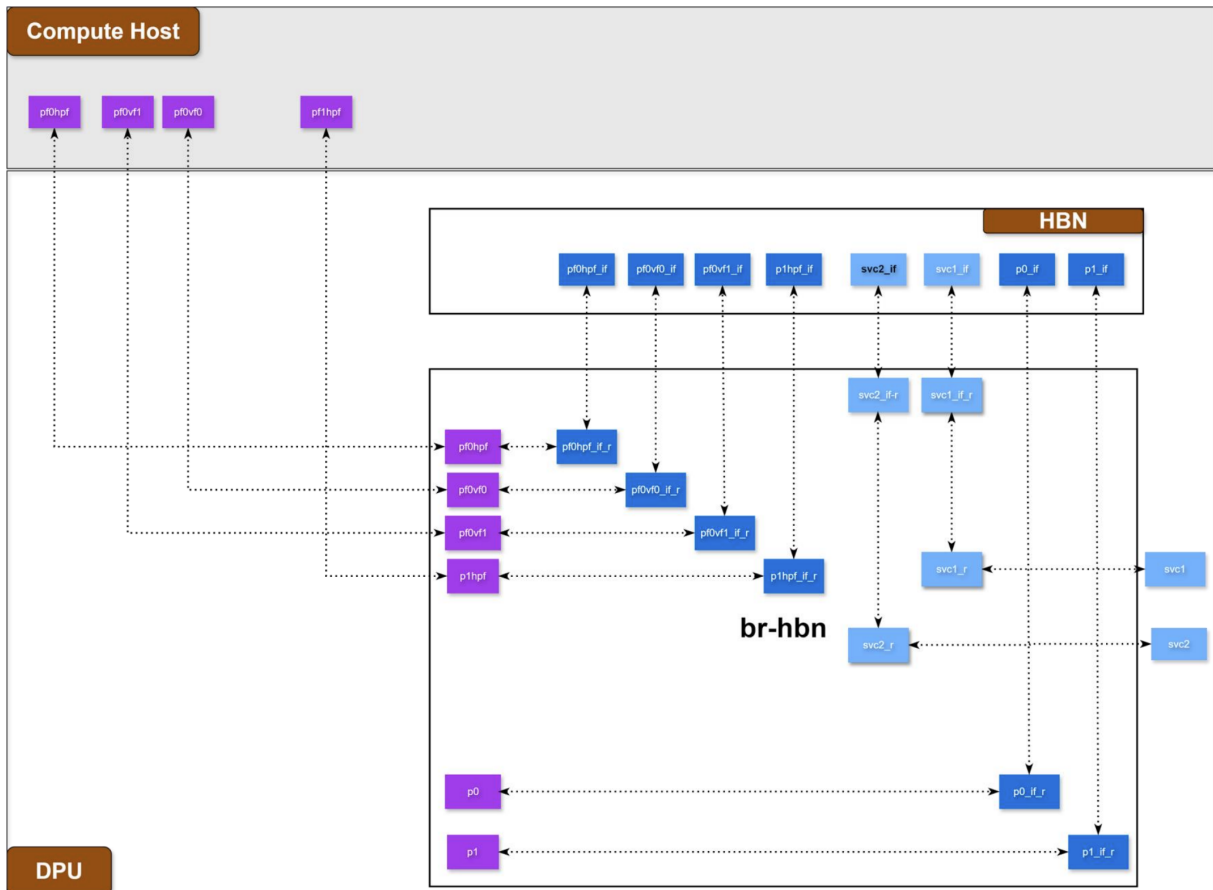 Compute Host
pf0hpf pf0vf1 pf0vf0 pf1hpf
HBN
pf0hpf_if pf0vf0_if pf0vf1_if p1hpf_if svc2_if svc1_if p0_if p1_if
svc2_if-r svc1_if_r
pf0hpf pf0hpf_if_r
pf0vf0 pf0vf0_if_r
pf0vf1 pf0vf1_if_r
p1hpf p1hpf_if_r svc1_r svc1
br-hbn
svc2_r svc2
p0 p0_if_r
p1 p1_if_r
DPU